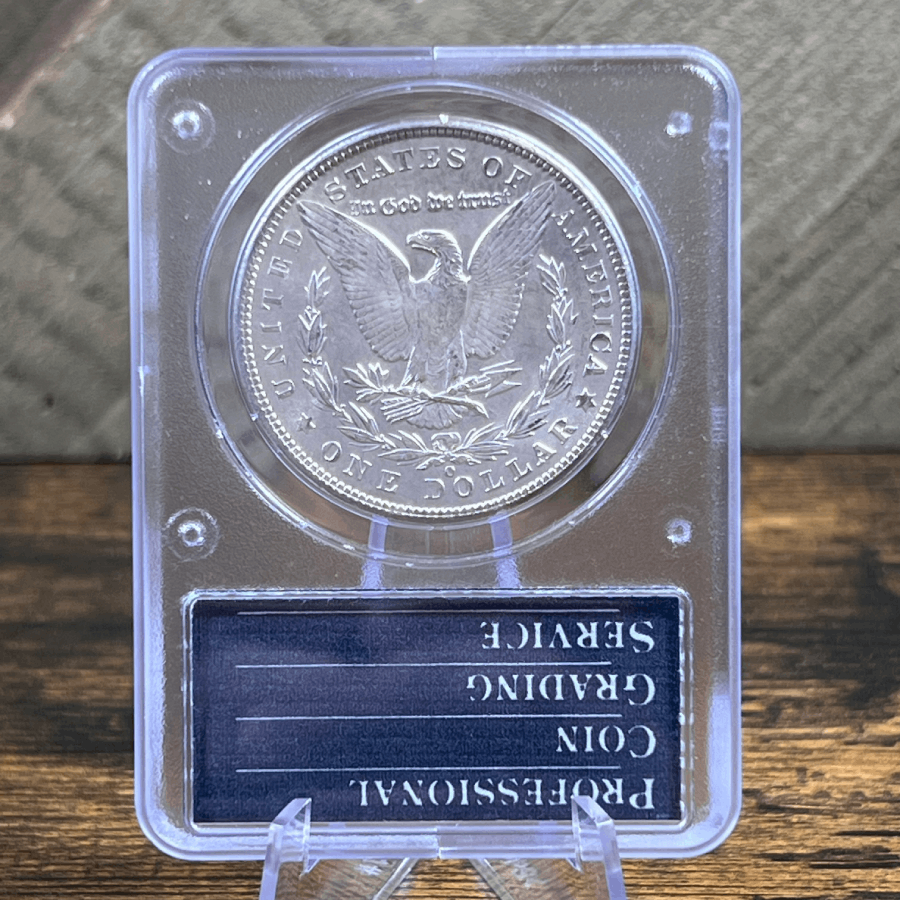 UNITED STATES OF AMERICA
In God we trust
O
ONE DOLLAR
PROFESSIONAL
COIN
GRADING
SERVICE